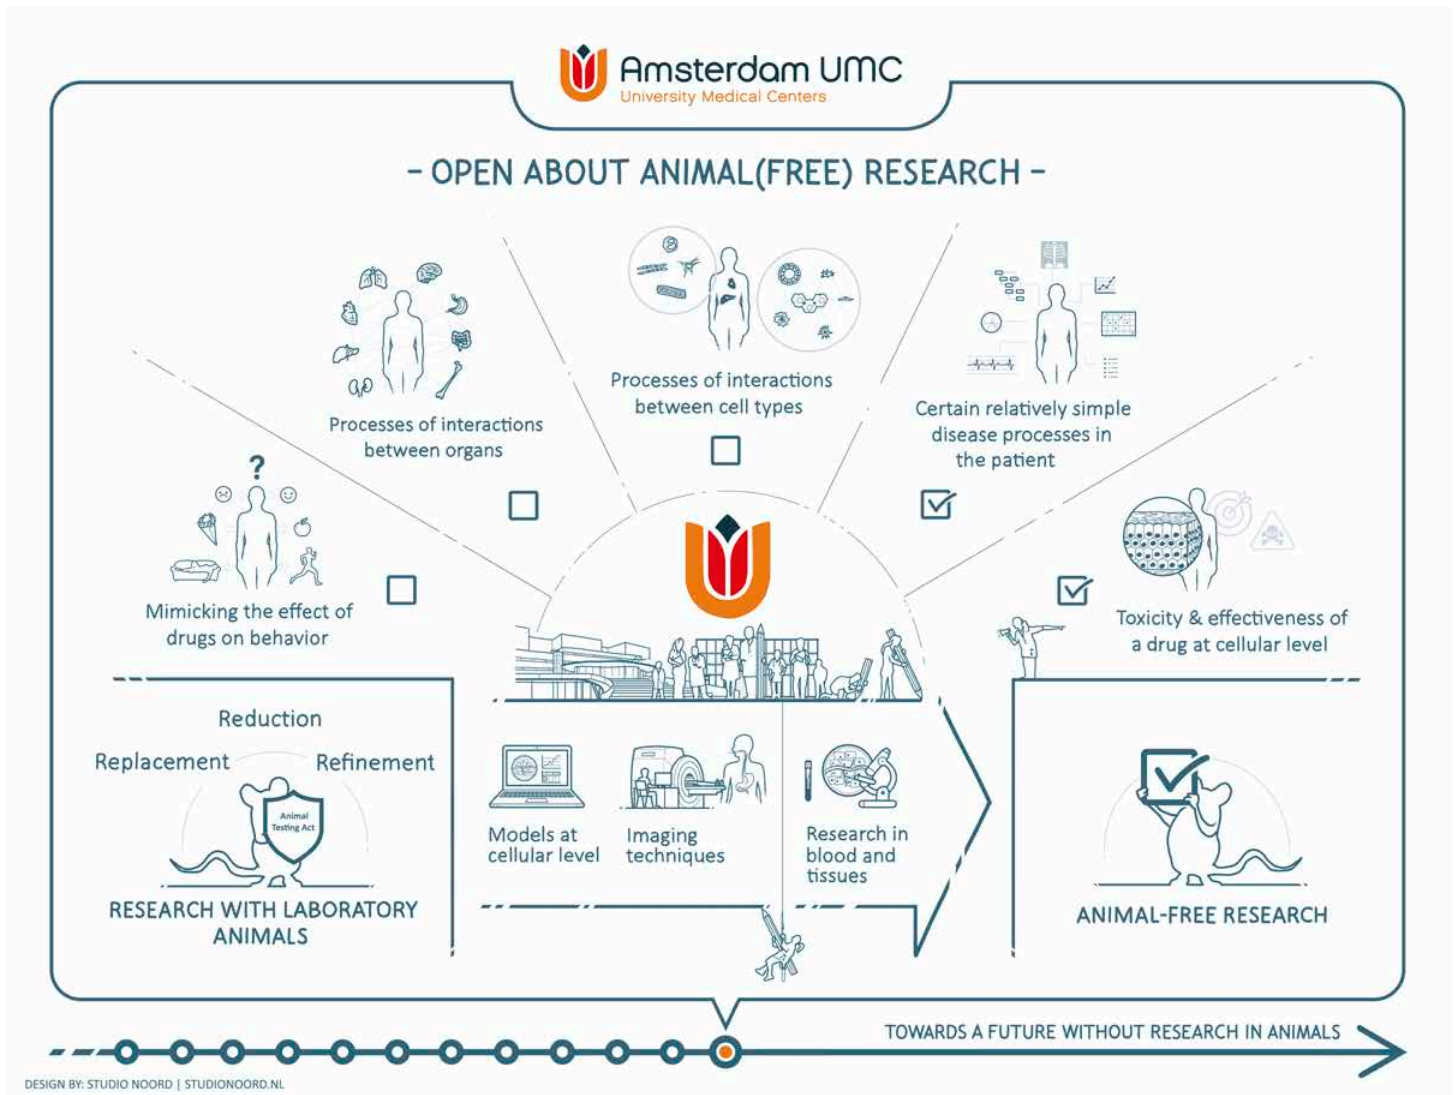 Amsterdam UMC
University Medical Centers
- OPEN ABOUT ANIMAL(FREE) RESEARCH -
Processes of interactions
between organs
Processes of interactions
between cell types
Certain relatively simple
disease processes in
the patient
?
Mimicking the effect of
drugs on behavior
Toxicity & effectiveness of
a drug at cellular level
Reduction
Replacement
Refinement
Animal
Testing Act
RESEARCH WITH LABORATORY
ANIMALS
Models at
cellular level
Imaging
techniques
Research in
blood and
tissues
ANIMAL-FREE RESEARCH
TOWARDS A FUTURE WITHOUT RESEARCH IN ANIMALS
DESIGN BY: STUDIO NOORD | STUDIONOORD.NL